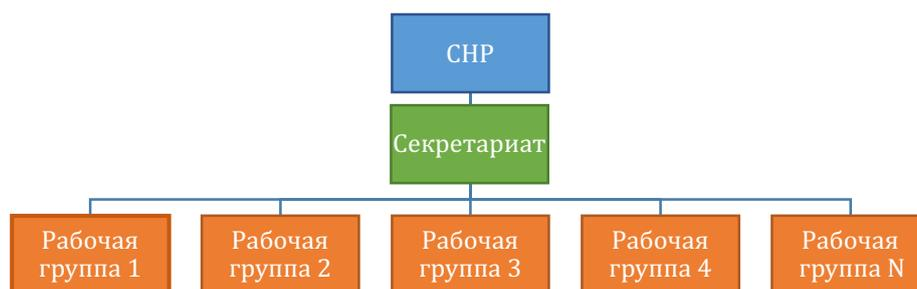 СНР
Секретариат
Рабочая
группа 1
Рабочая
группа 2
Рабочая
группа 3
Рабочая
группа 4
Рабочая
группа N